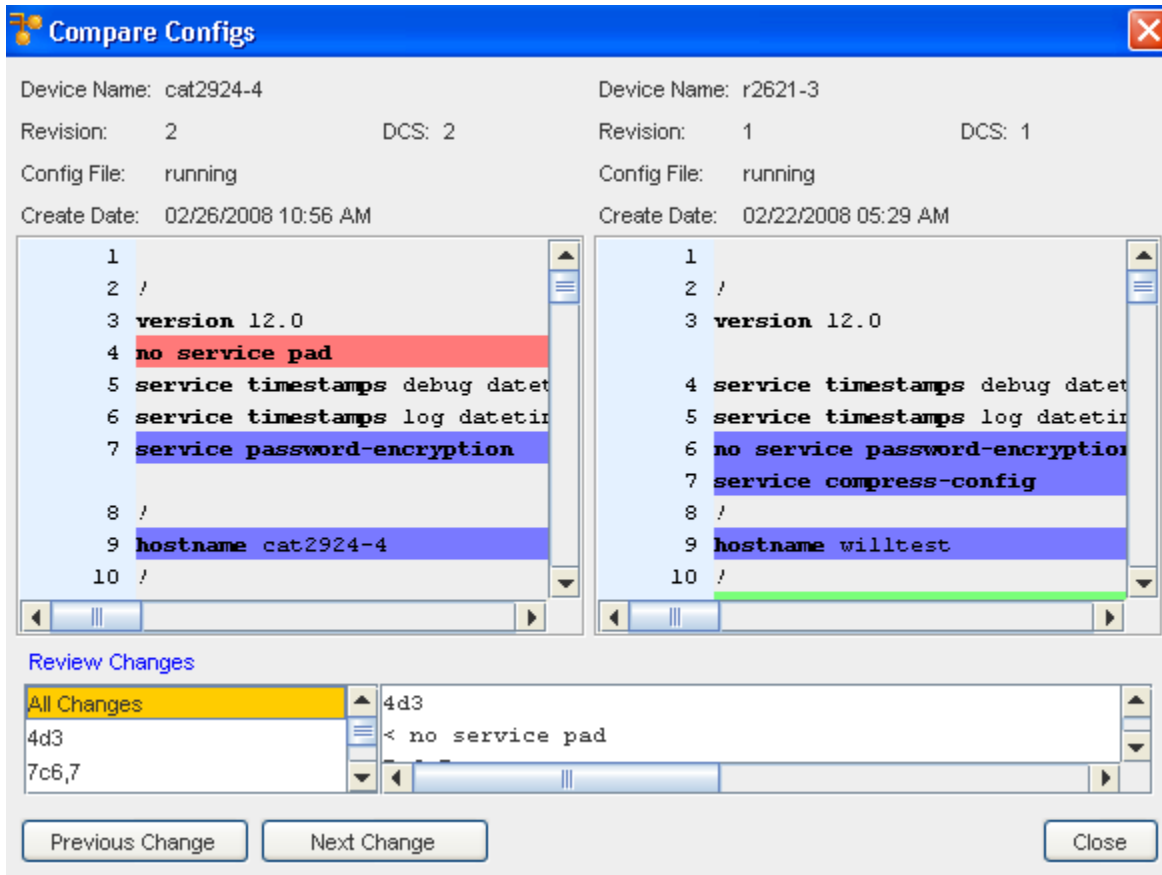 Compare Configs
Device Name: cat2924-4
Revision: 2 DCS: 2
Config File: running
Create Date: 02/26/2008 10:56 AM
Device Name: r2621-3
Revision: 1 DCS: 1
Config File: running
Create Date: 02/22/2008 05:29 AM
1
2 !
3 version 12.0
4 no service pad
5 service timestamps debug datet
6 service timestamps log datetim
7 service password-encryption
8 !
9 hostname cat2924-4
10 !
1
2 !
3 version 12.0
4 service timestamps debug datet
5 service timestamps log datetim
6 no service password-encryption
7 service compress-config
8 !
9 hostname willtest
10 !
Review Changes
All Changes
4d3
7c6,7
4d3
< no service pad
Previous Change
Next Change
Close